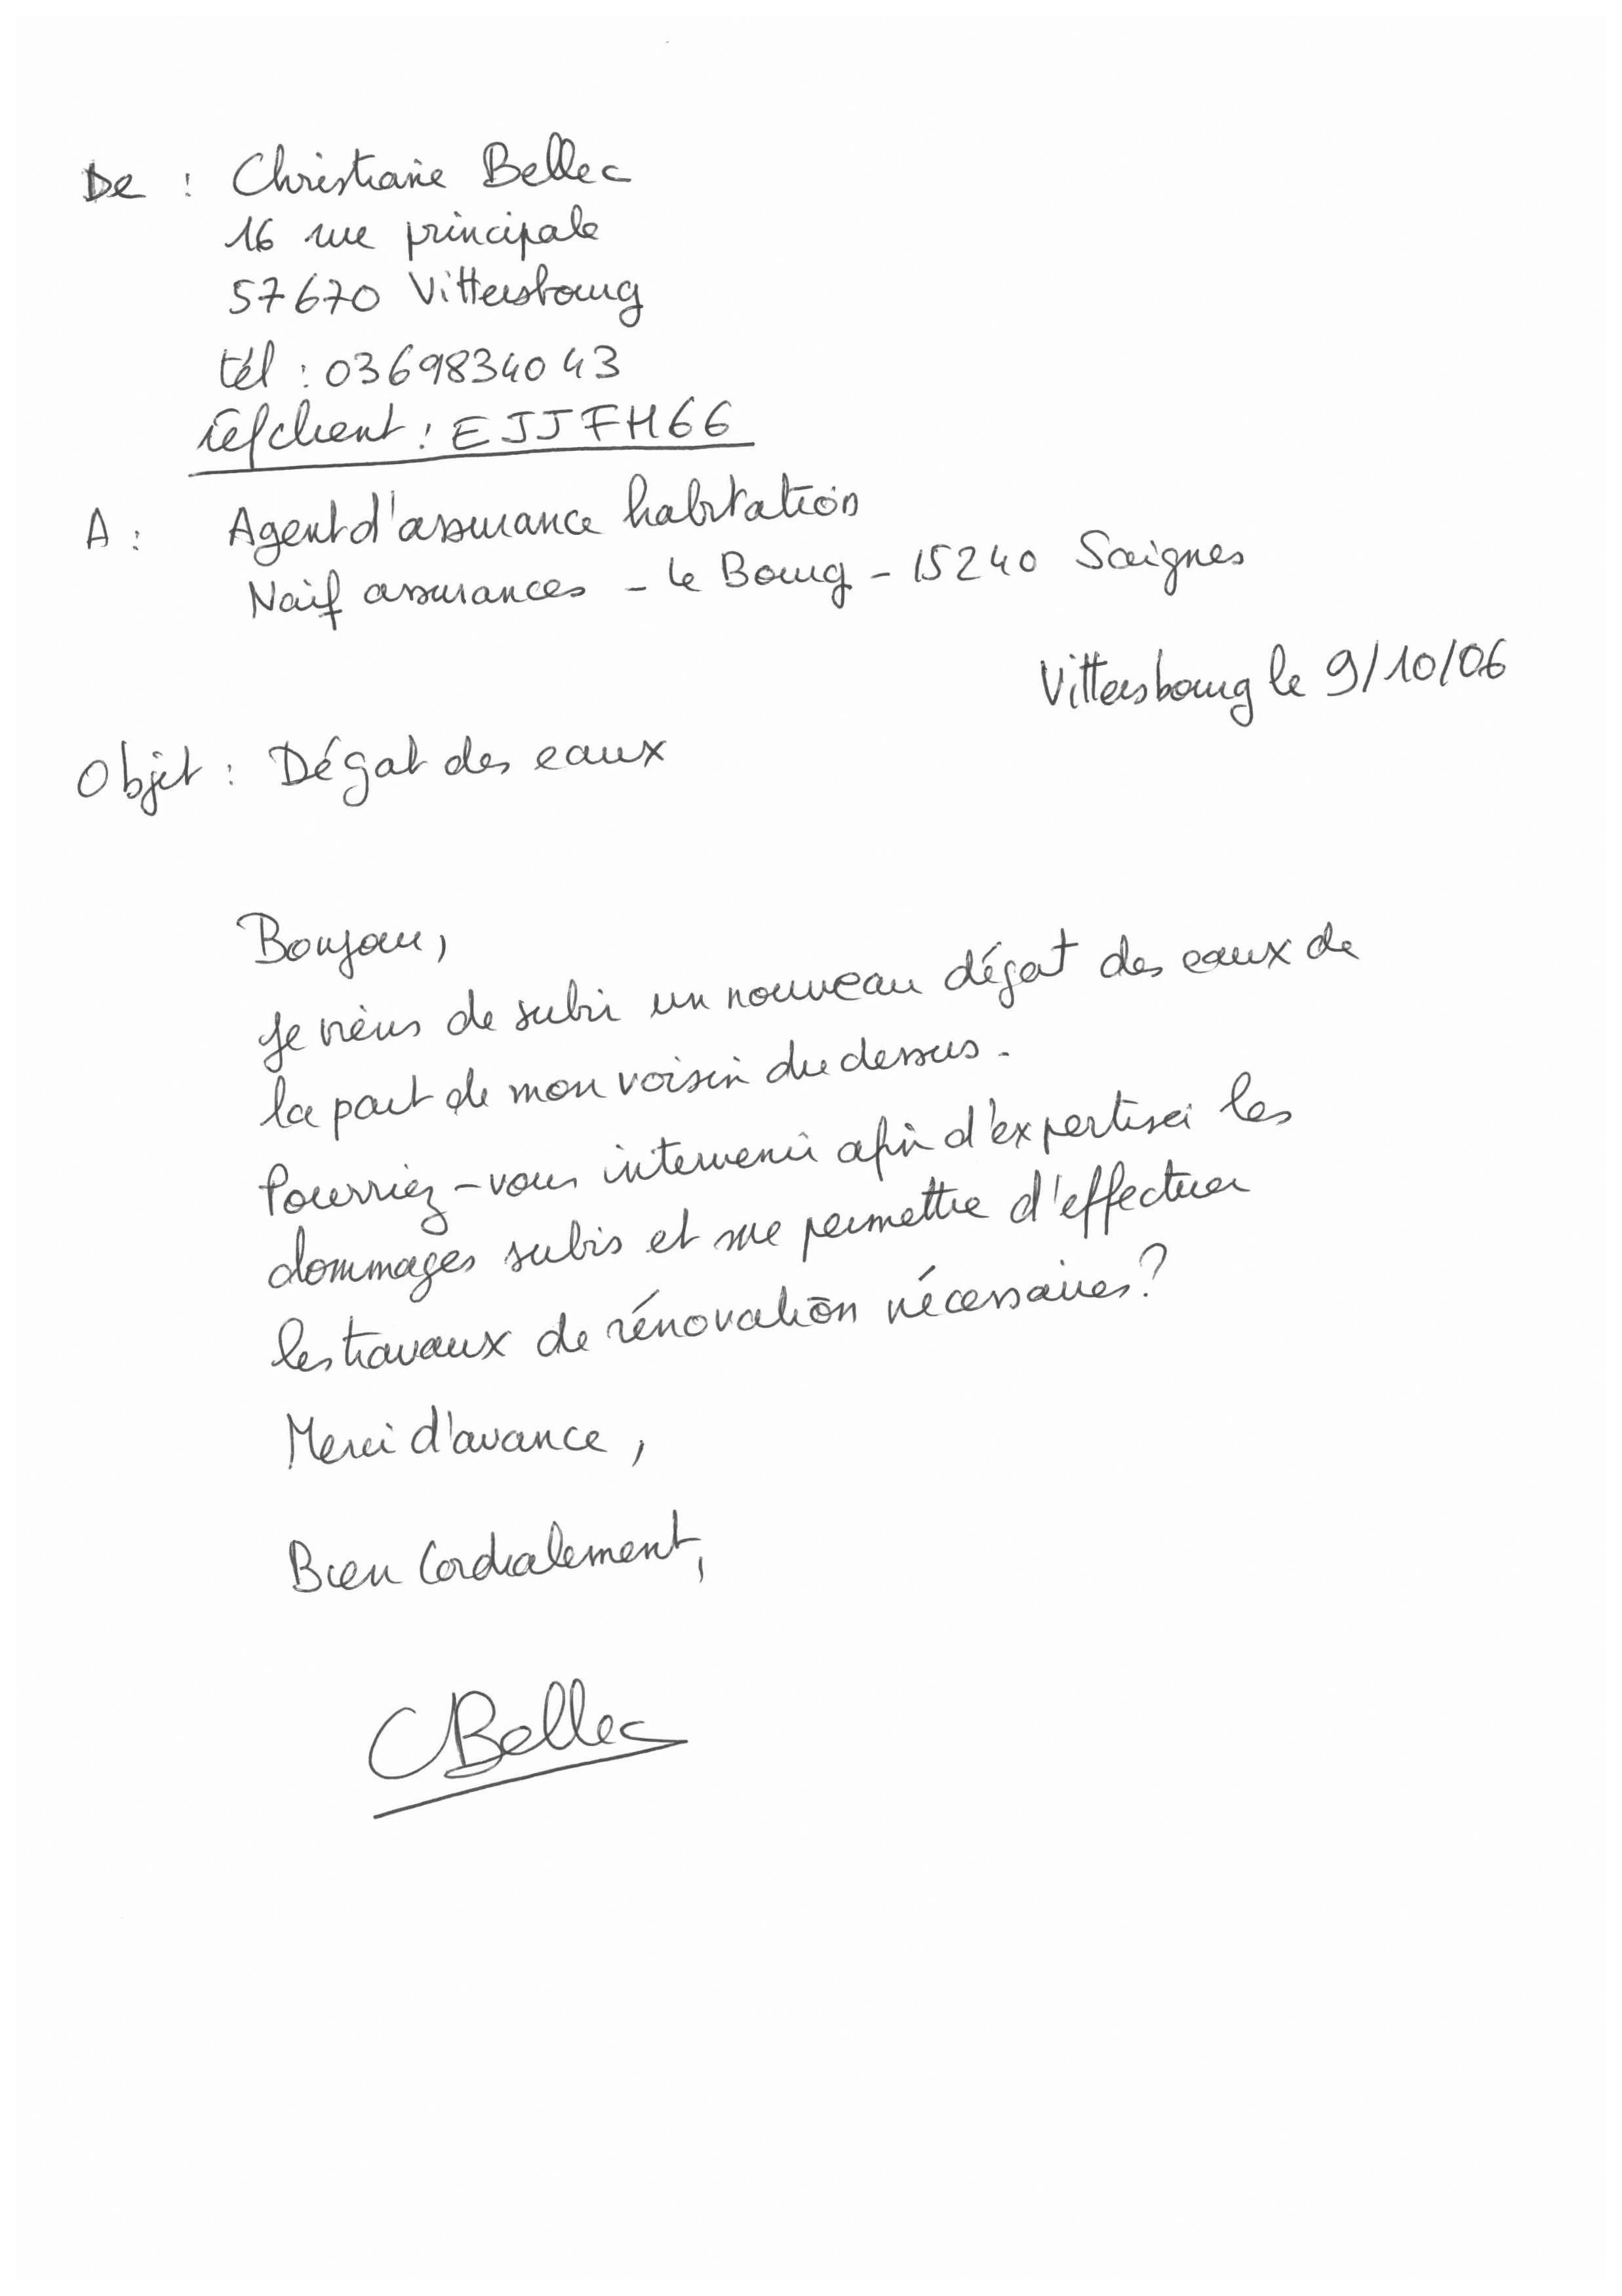 De : Christiane Bellec
16 rue principale
57670 Vittersbourg
tél : 0369834043
ref client : EJJFH66
A : Agent d'assurance habitation
Naïf assurances - le Bourg - 15240 Saignes
Vittersbourg le 9/10/06
Objet : Dégat des eaux
Bonjour,
Je viens de subir un nouveau dégat des eaux de
la part de mon voisin du dessus.
Pourriez-vous intervenir afin d'expertiser les
dommages subis et me permettre d'effectuer
les travaux de rénovation nécessaires?
Merci d'avance,
Bien Cordialement,
CBellec